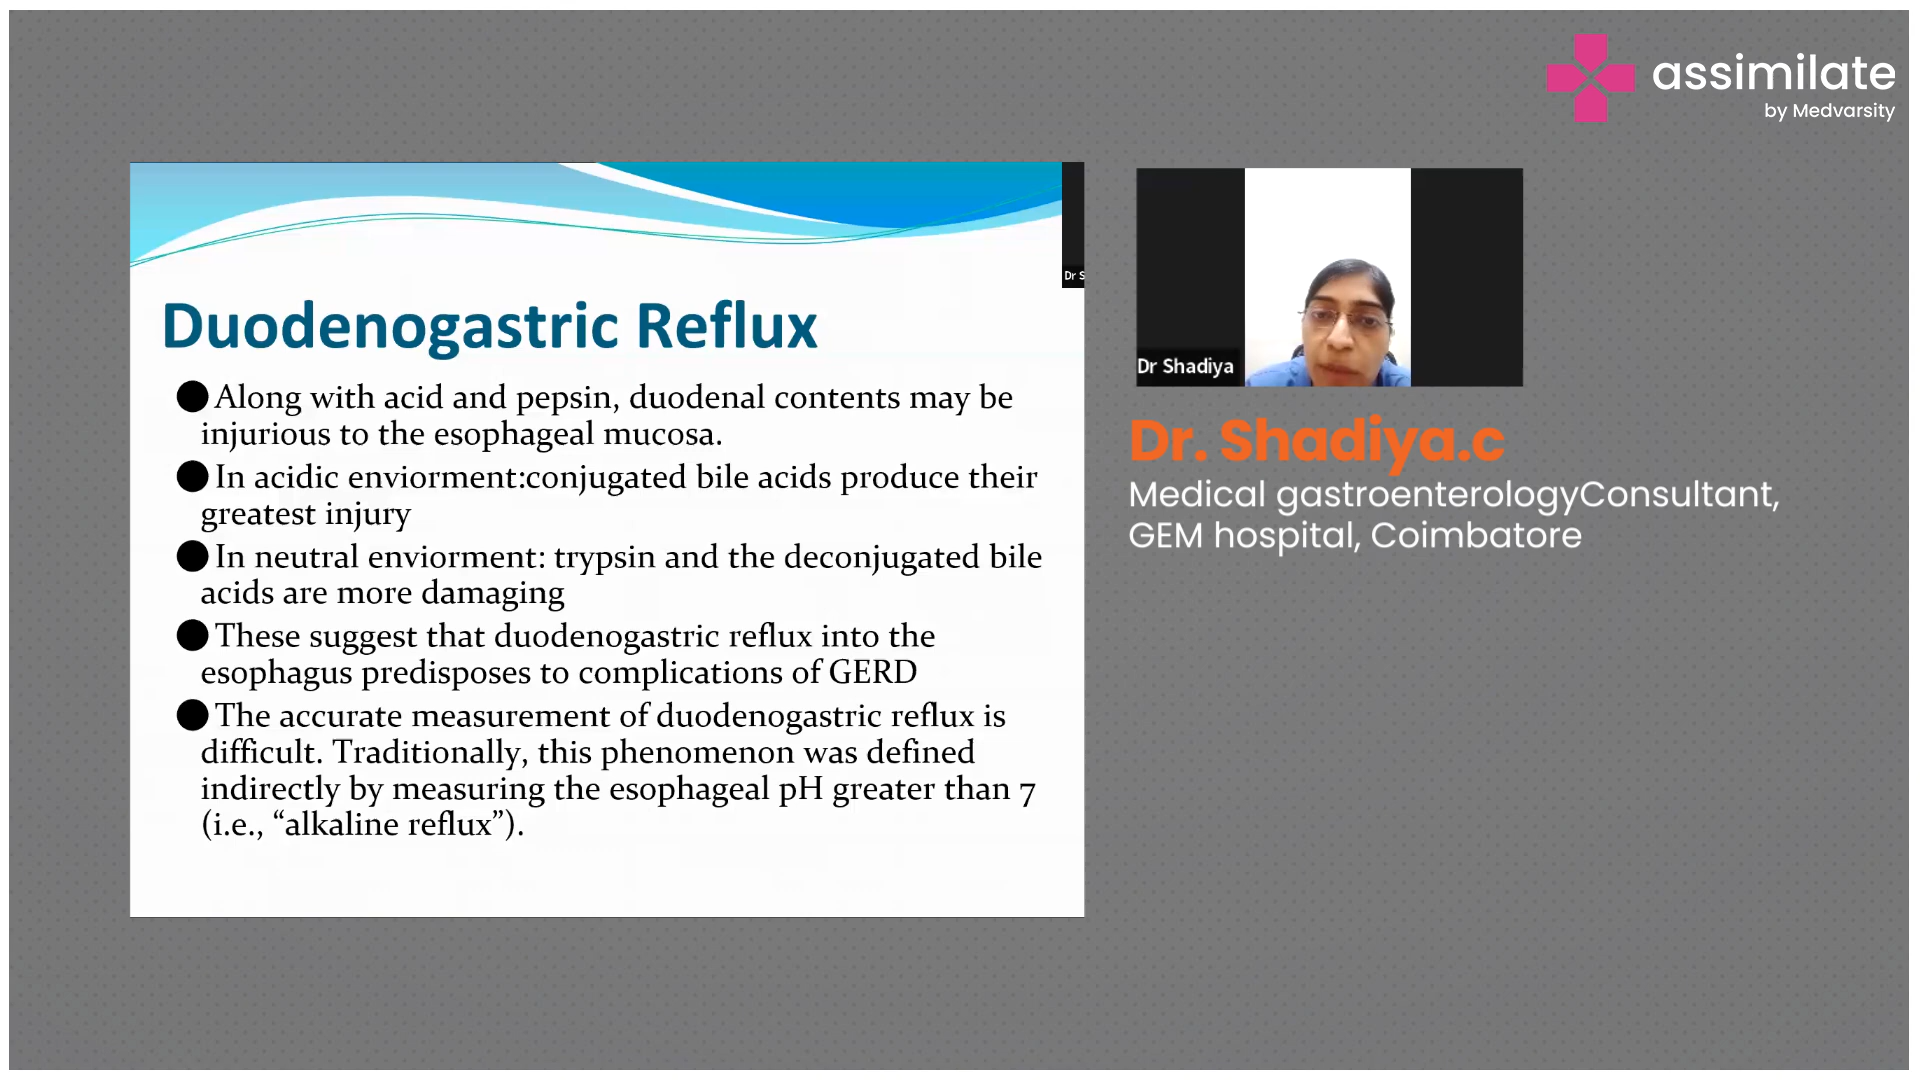 assimilate
by Medvarsity
Dr S
Duodenogastric Reflux
●Along with acid and pepsin, duodenal contents may be
injurious to the esophageal mucosa.
●In acidic enviorment:conjugated bile acids produce their
greatest injury
●In neutral enviorment: trypsin and the deconjugated bile
acids are more damaging
●These suggest that duodenogastric reflux into the
esophagus predisposes to complications of GERD
●The accurate measurement of duodenogastric reflux is
difficult. Traditionally, this phenomenon was defined
indirectly by measuring the esophageal pH greater than 7
(i.e., “alkaline reflux”).
Dr Shadiya
Dr. Shadiya.c
Medical gastroenterologyConsultant,
GEM hospital, Coimbatore